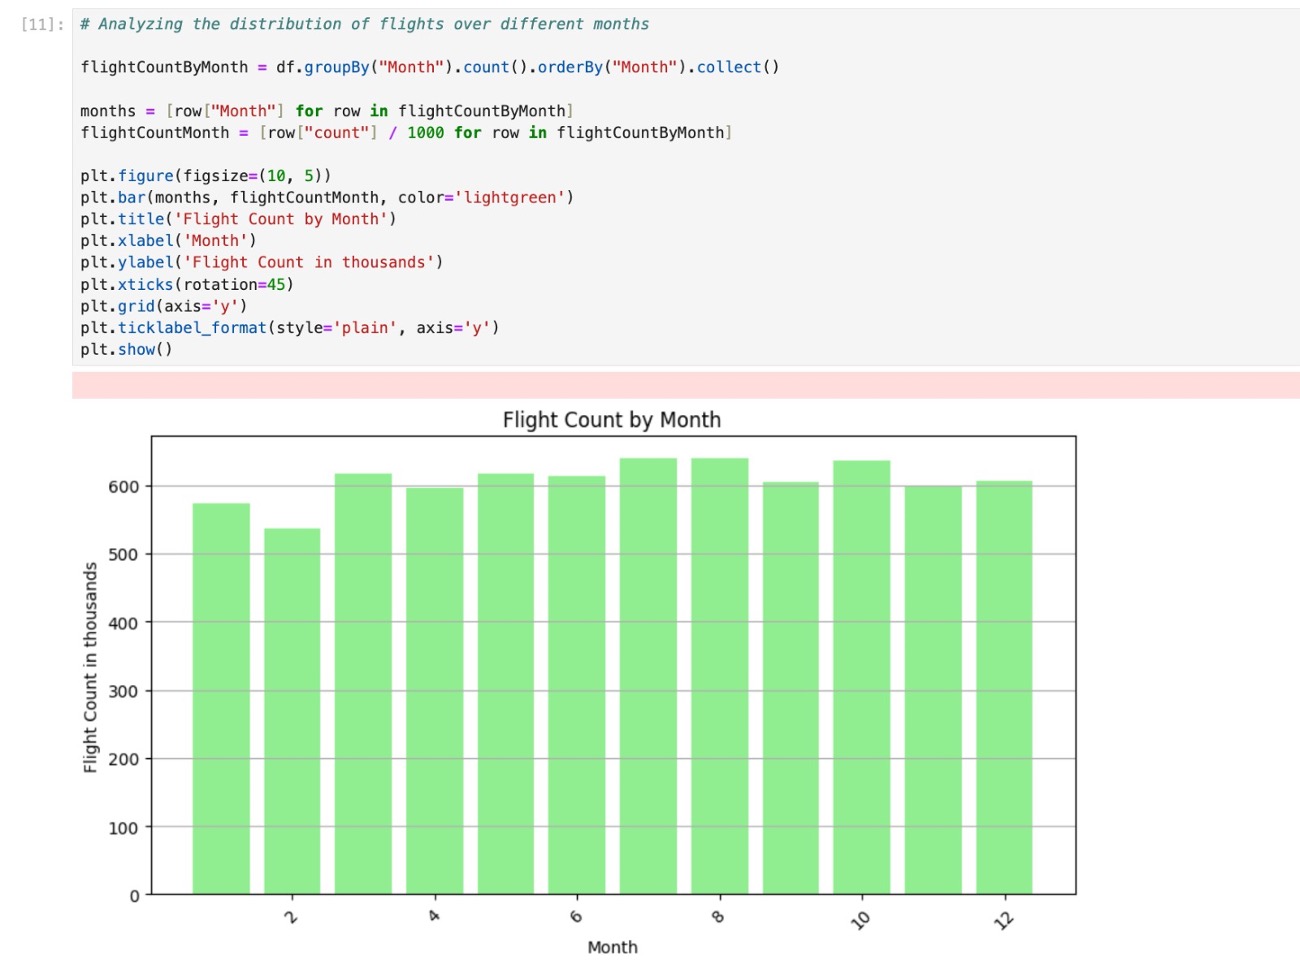 [11]: # Analyzing the distribution of flights over different months
flightCountByMonth = df.groupBy("Month").count().orderBy("Month").collect()
months = [row["Month"] for row in flightCountByMonth]
flightCountMonth = [row["count"] / 1000 for row in flightCountByMonth]
plt.figure(figsize=(10, 5))
plt.bar(months, flightCountMonth, color='lightgreen')
plt.title('Flight Count by Month')
plt.xlabel('Month')
plt.ylabel('Flight Count in thousands')
plt.xticks(rotation=45)
plt.grid(axis='y')
plt.ticklabel_format(style='plain', axis='y')
plt.show()
Flight Count by Month
Flight Count in thousands
600
500
400
300
200
100
0
2 4 6 8 10 12
Month